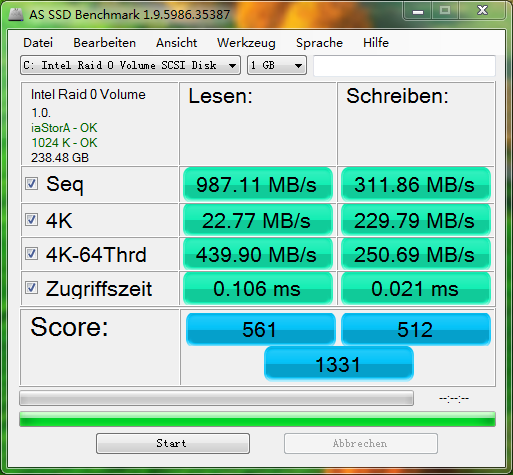 AS SSD Benchmark 1.9.5986.35387
Datei Bearbeiten Ansicht Werkzeug Sprache Hilfe
C: Intel Raid 0 Volume SCSI Disk 1 GB
Intel Raid 0 Volume Lesen: Schreiben:
1.0.
iaStorA - OK
1024 K - OK
238.48 GB
Seq 987.11 MB/s 311.86 MB/s
4K 22.77 MB/s 229.79 MB/s
4K-64Thrd 439.90 MB/s 250.69 MB/s
Zugriffszeit 0.106 ms 0.021 ms
Score: 561 512
1331
--:--:--
Start Abbrechen